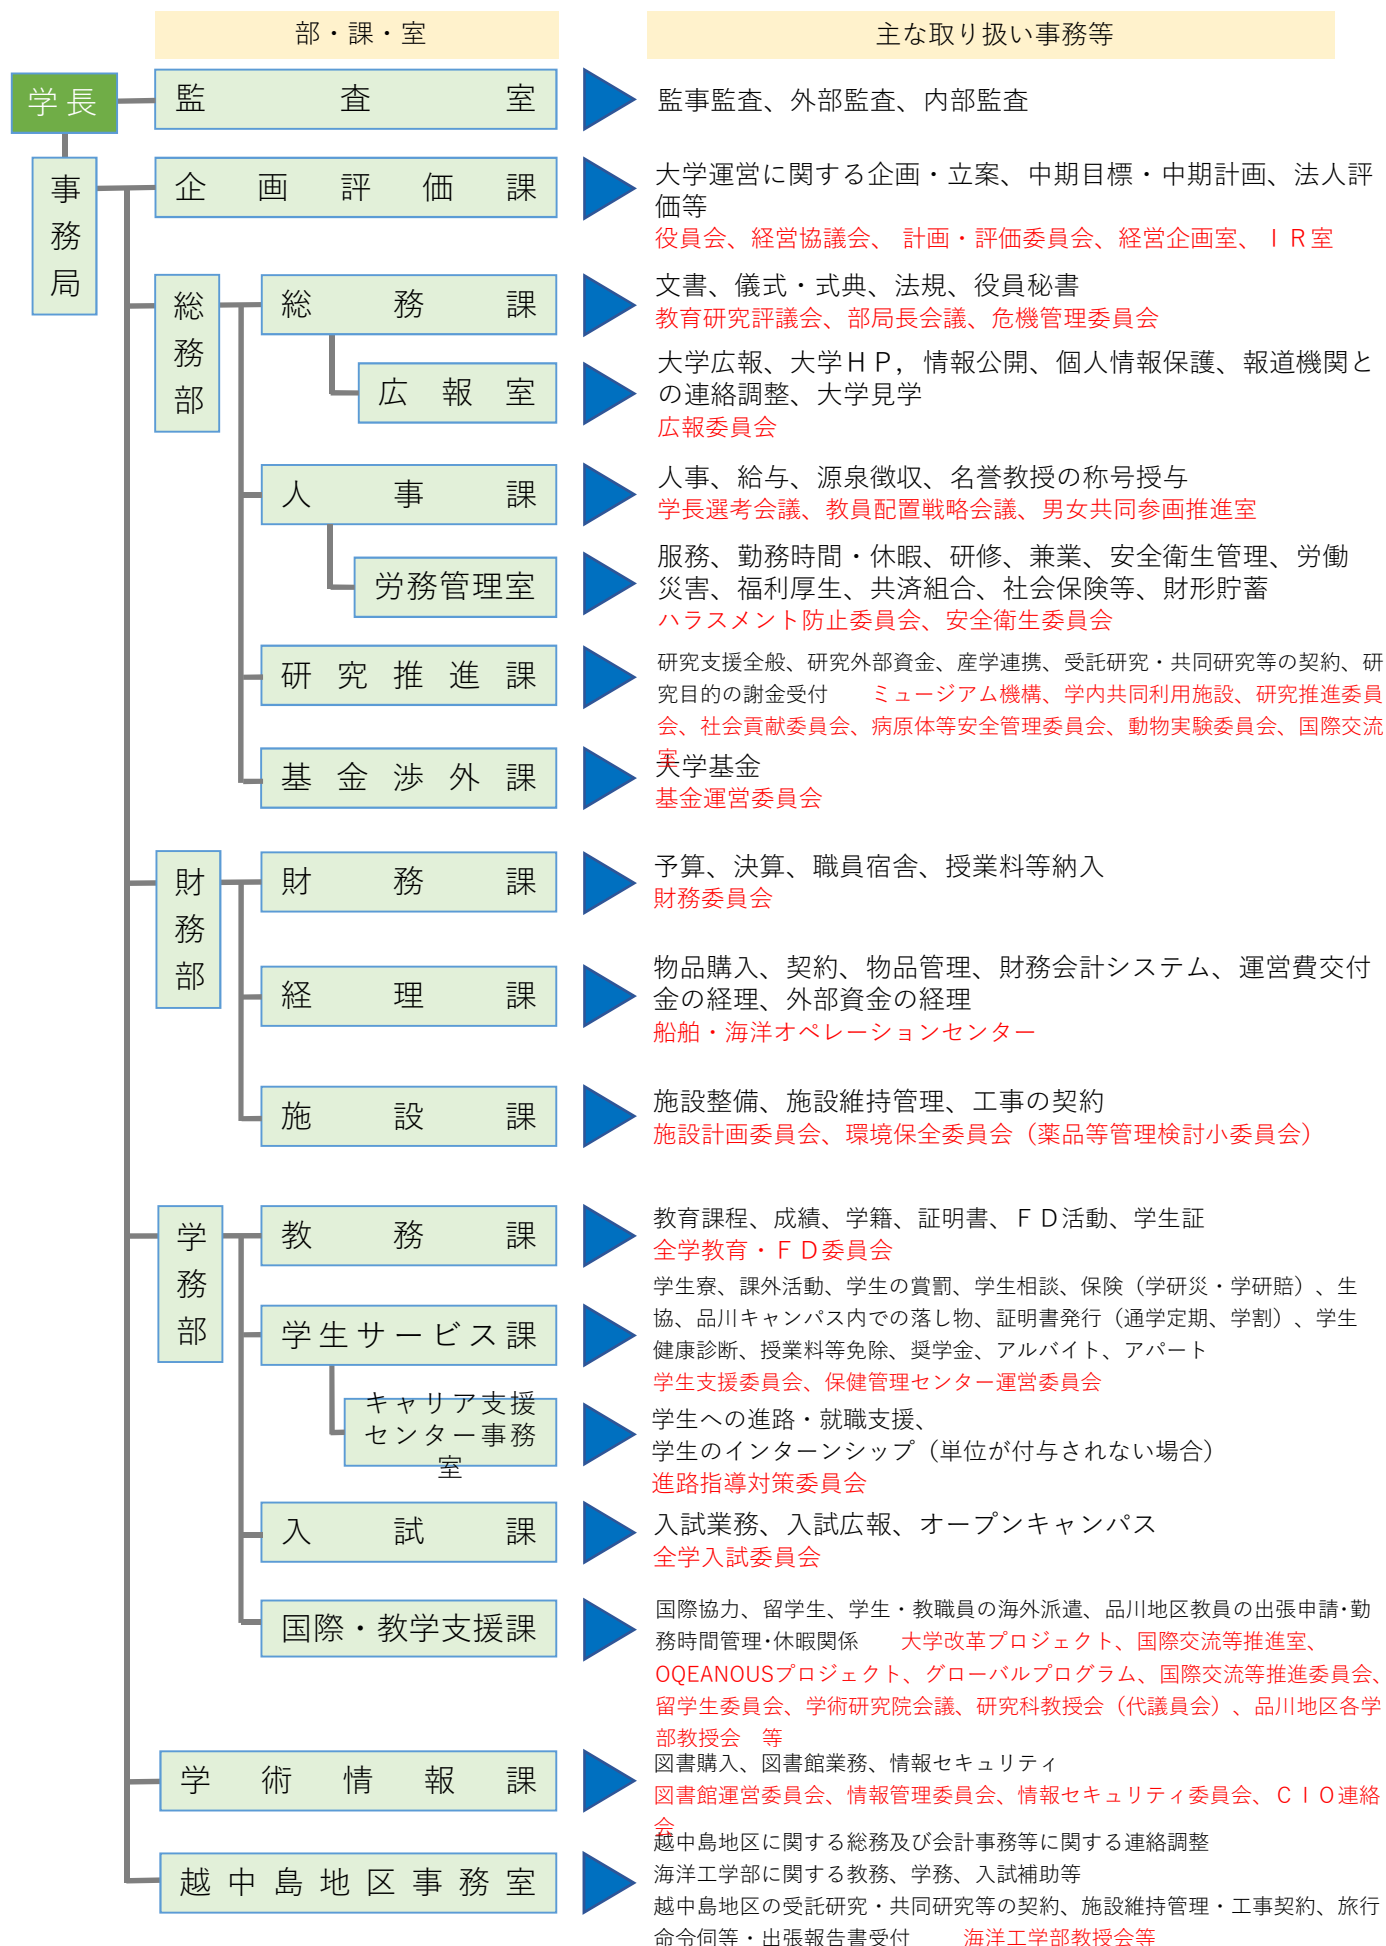 部・課・室
主な取り扱い事務等
学長
監査室
監事監査、外部監査、内部監査
事務局
企画評価課
大学運営に関する企画・立案、中期目標・中期計画、法人評
価等
役員会、経営協議会、 計画・評価委員会、経営企画室、ＩＲ室
総務部
総務課
文書、儀式・式典、法規、役員秘書
教育研究評議会、部局長会議、危機管理委員会
広報室
大学広報、大学ＨＰ，情報公開、個人情報保護、報道機関と
の連絡調整、大学見学
広報委員会
人事課
人事、給与、源泉徴収、名誉教授の称号授与
学長選考会議、教員配置戦略会議、男女共同参画推進室
労務管理室
服務、勤務時間・休暇、研修、兼業、安全衛生管理、労働
災害、福利厚生、共済組合、社会保険等、財形貯蓄
ハラスメント防止委員会、安全衛生委員会
研究推進課
研究支援全般、研究外部資金、産学連携、受託研究・共同研究等の契約、研
究目的の謝金受付　　ミュージアム機構、学内共同利用施設、研究推進委員
会、社会貢献委員会、病原体等安全管理委員会、動物実験委員会、国際交流
室
基金渉外課
大学基金
基金運営委員会
財務部
財務課
予算、決算、職員宿舎、授業料等納入
財務委員会
経理課
物品購入、契約、物品管理、財務会計システム、運営費交付
金の経理、外部資金の経理
船舶・海洋オペレーションセンター
施設課
施設整備、施設維持管理、工事の契約
施設計画委員会、環境保全委員会（薬品等管理検討小委員会）
学務部
教務課
教育課程、成績、学籍、証明書、ＦＤ活動、学生証
全学教育・ＦＤ委員会
学生サービス課
学生寮、課外活動、学生の賞罰、学生相談、保険（学研災・学研賠）、生
協、品川キャンパス内での落し物、証明書発行（通学定期、学割）、学生
健康診断、授業料等免除、奨学金、アルバイト、アパート
学生支援委員会、保健管理センター運営委員会
キャリア支援
センター事務
室
学生への進路・就職支援、
学生のインターンシップ（単位が付与されない場合）
進路指導対策委員会
入試課
入試業務、入試広報、オープンキャンパス
全学入試委員会
国際・教学支援課
国際協力、留学生、学生・教職員の海外派遣、品川地区教員の出張申請･勤
務時間管理･休暇関係　　大学改革プロジェクト、国際交流等推進室、
OQEANOUSプロジェクト、グローバルプログラム、国際交流等推進委員会、
留学生委員会、学術研究院会議、研究科教授会（代議員会）、品川地区各学
部教授会　等
学術情報課
図書購入、図書館業務、情報セキュリティ
図書館運営委員会、情報管理委員会、情報セキュリティ委員会、ＣＩＯ連絡
会
越中島地区事務室
越中島地区に関する総務及び会計事務等に関する連絡調整
海洋工学部に関する教務、学務、入試補助等
越中島地区の受託研究・共同研究等の契約、施設維持管理・工事契約、旅行
命令伺等・出張報告書受付　　海洋工学部教授会等